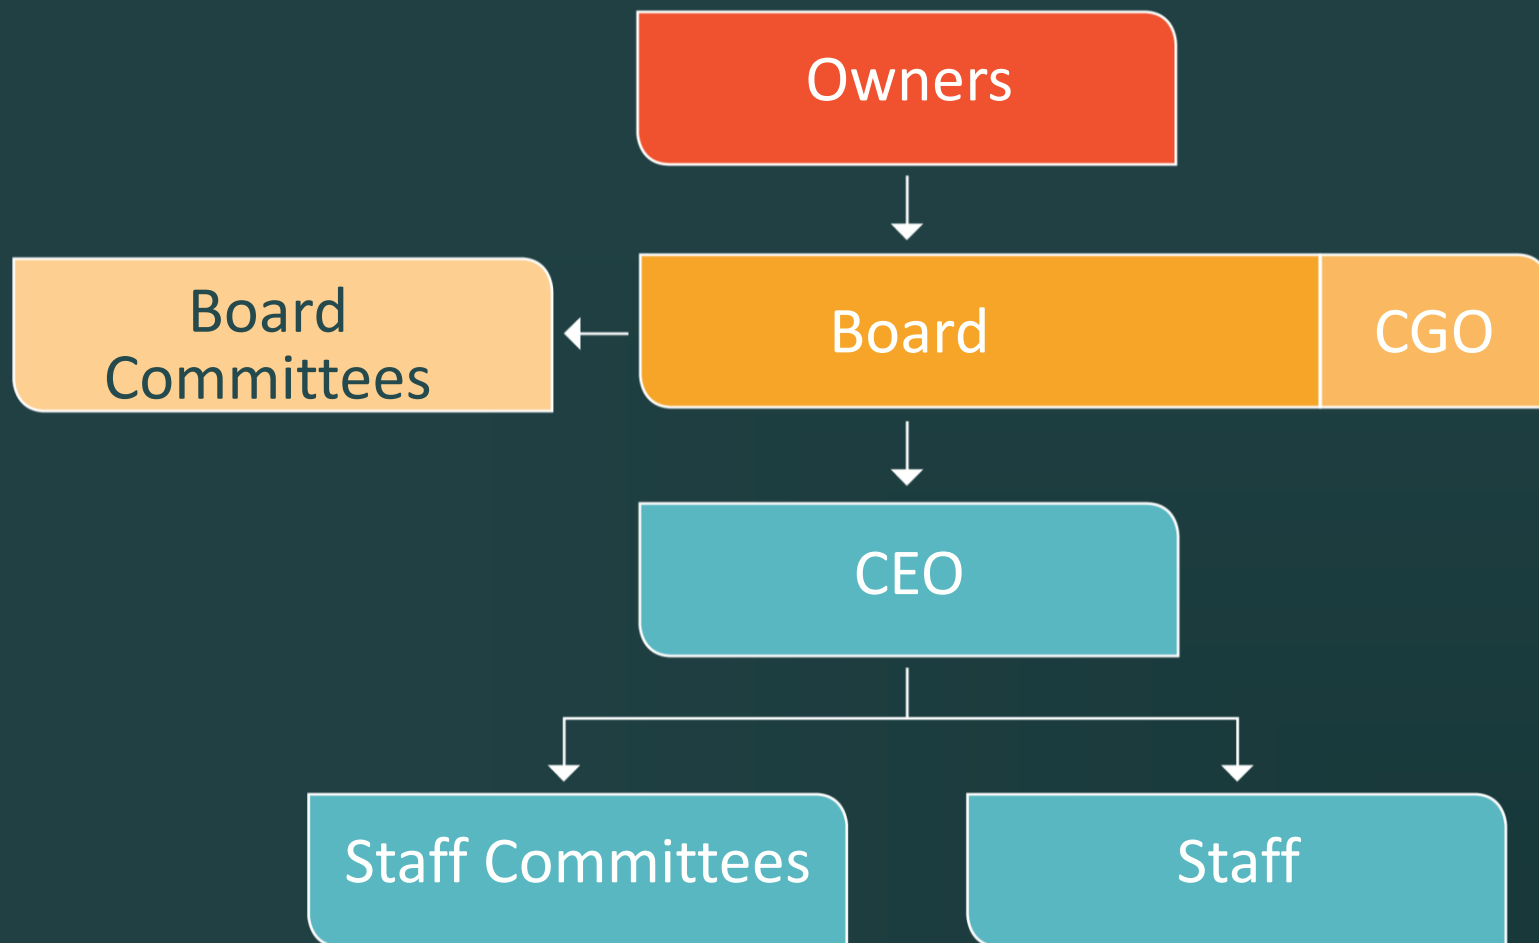 Owners
Board
Committees
Board
CGO
CEO
Staff Committees
Staff